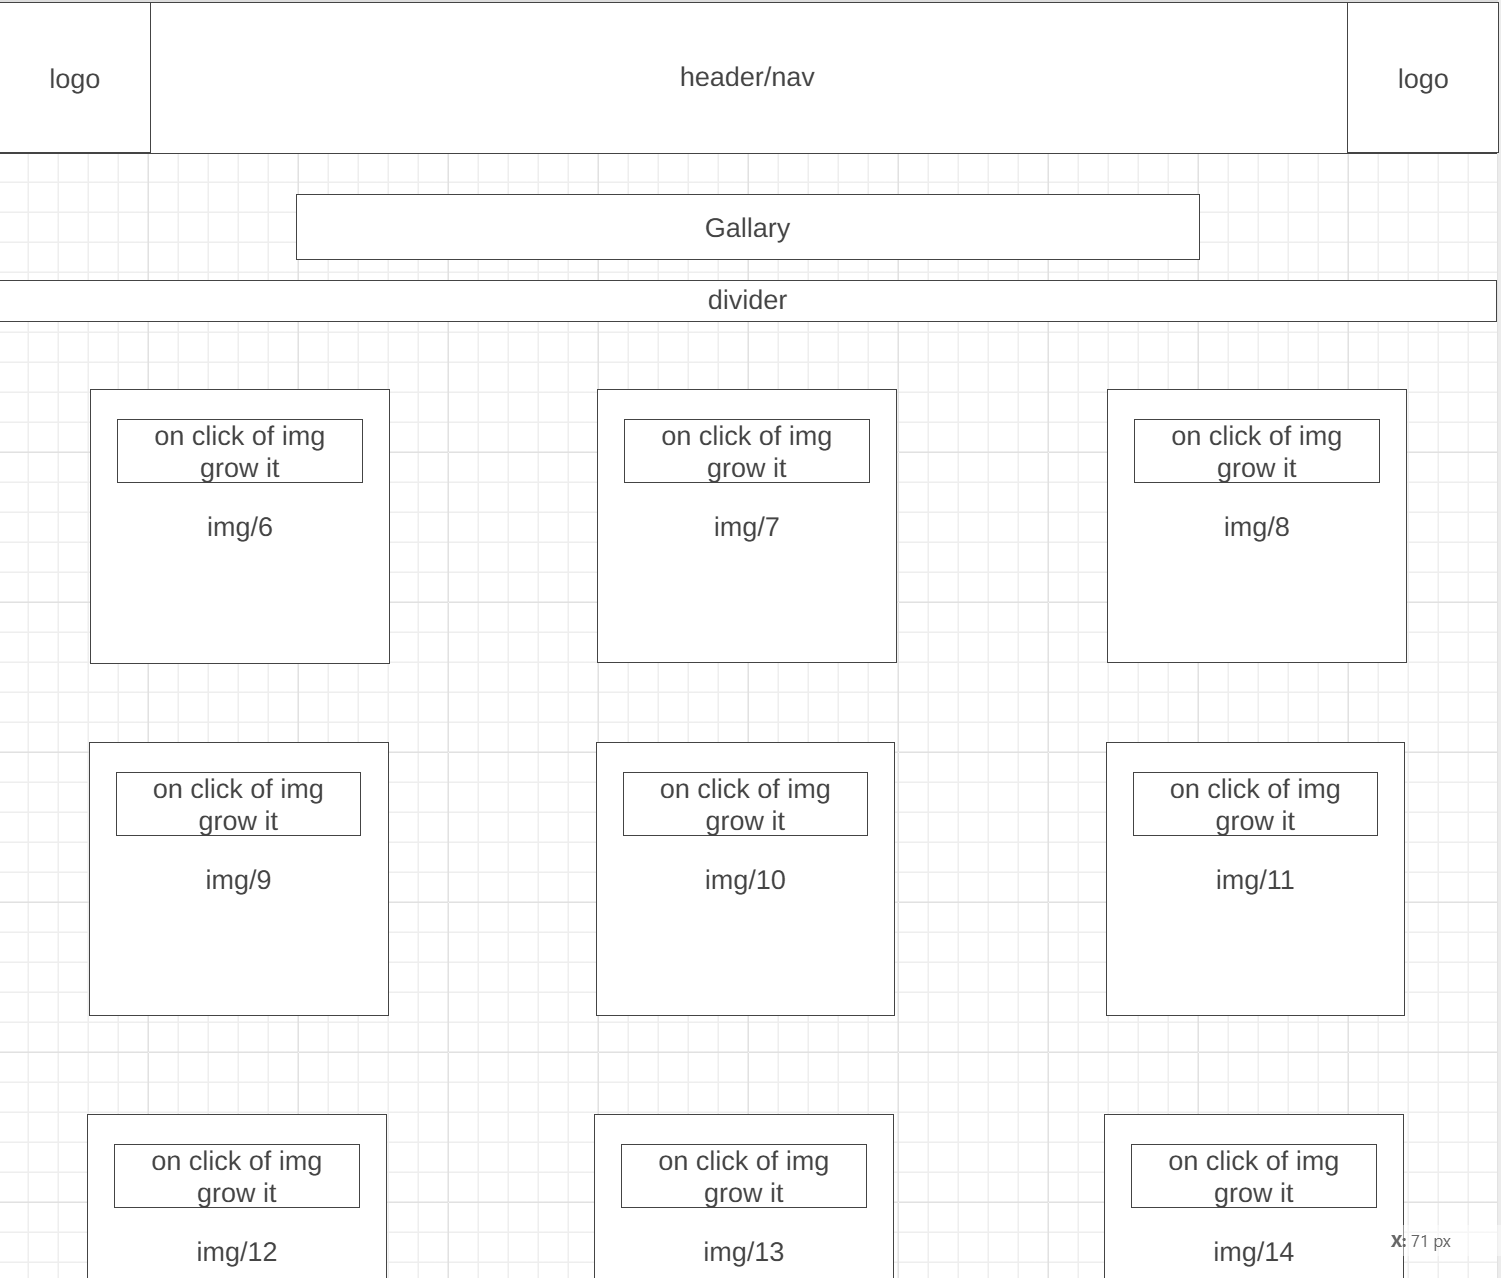 logo
header/nav
logo
Gallary
divider
on click of img
grow it
img/6
on click of img
grow it
img/7
on click of img
grow it
img/8
on click of img
grow it
img/9
on click of img
grow it
img/10
on click of img
grow it
img/11
on click of img
grow it
img/12
on click of img
grow it
img/13
on click of img
grow it
img/14
X: 71 px